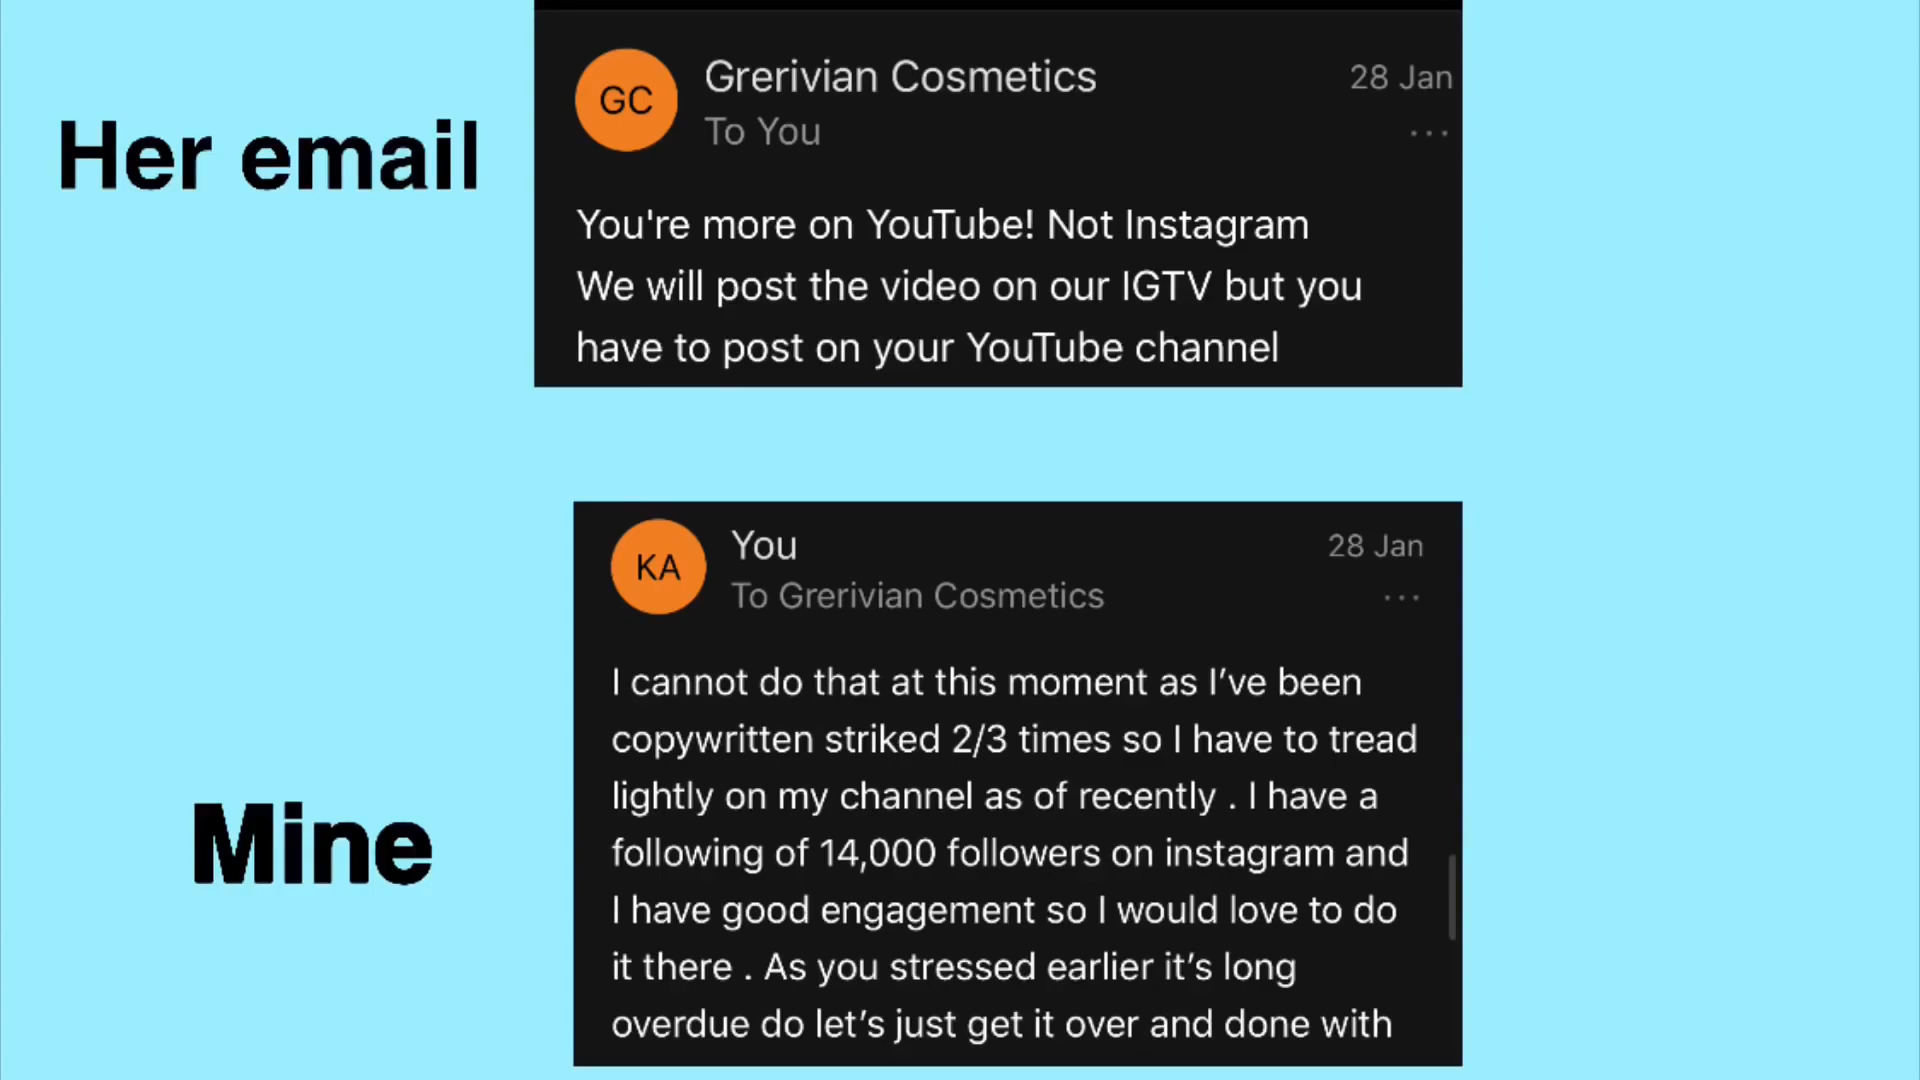 Her email
GC
Grerivian Cosmetics
28 Jan
To You
...
You're more on YouTube! Not Instagram
We will post the video on our IGTV but you
have to post on your YouTube channel
Mine
KA
You
28 Jan
To Grerivian Cosmetics
...
I cannot do that at this moment as I’ve been
copywritten striked 2/3 times so I have to tread
lightly on my channel as of recently . I have a
following of 14,000 followers on instagram and
I have good engagement so I would love to do
it there . As you stressed earlier it’s long
overdue do let’s just get it over and done with